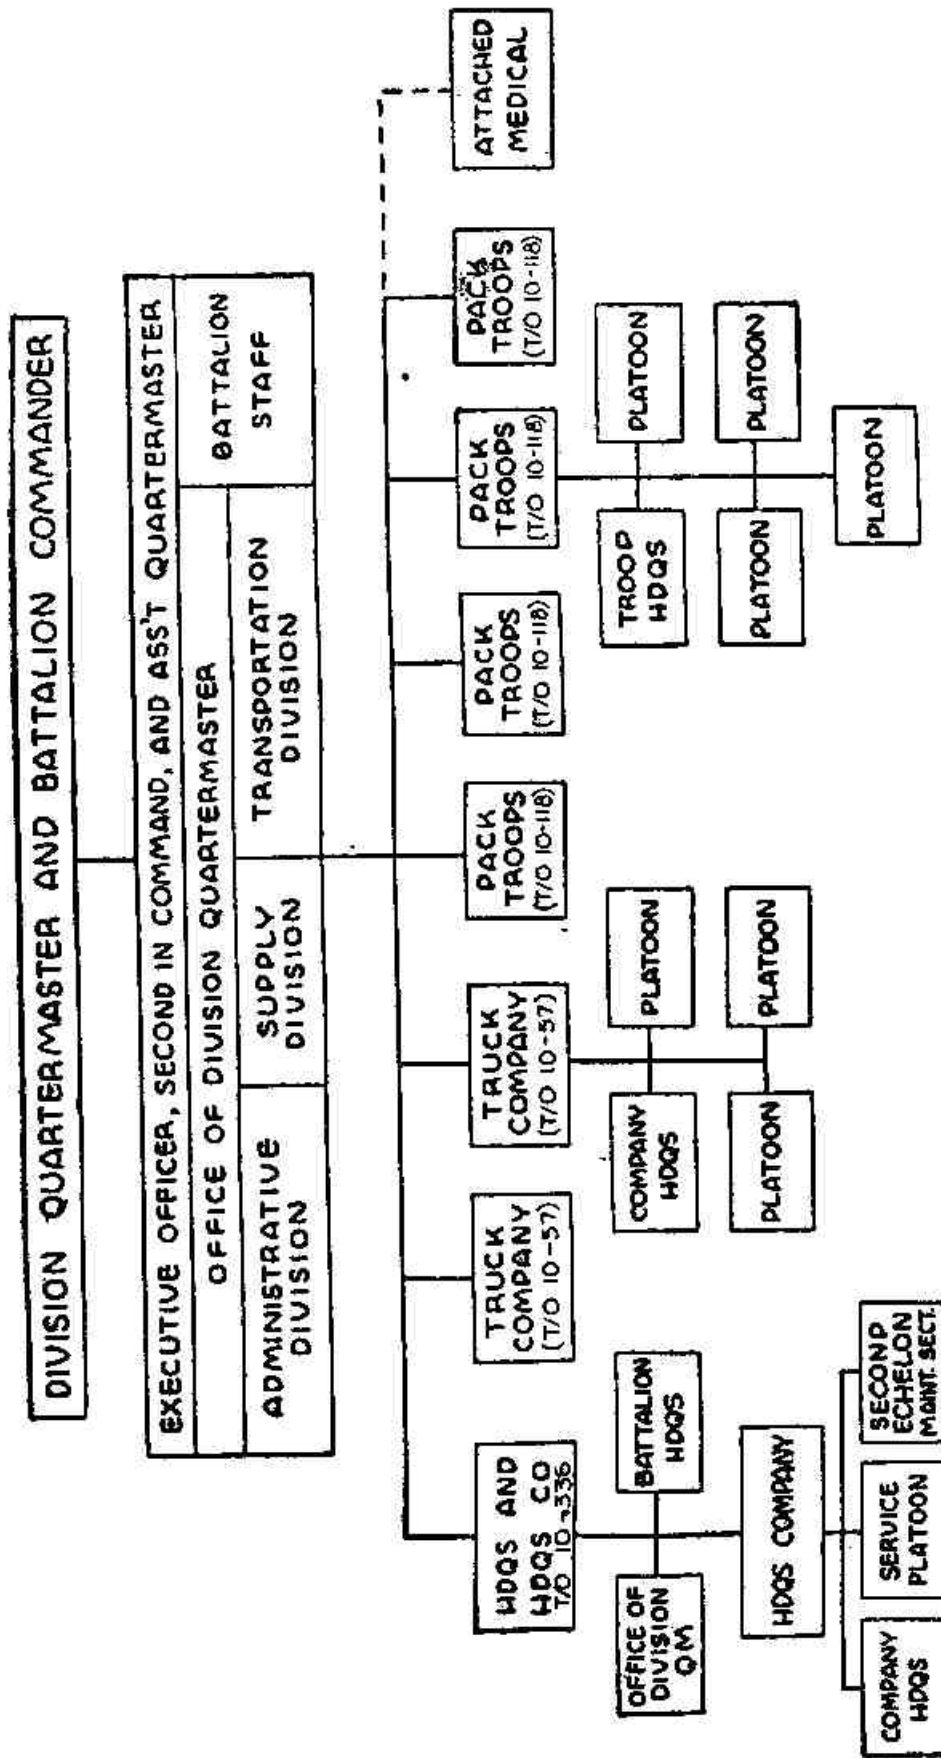 DIVISION QUARTERMASTER AND BATTALION COMMANDER
EXECUTIVE OFFICER, SECOND IN COMMAND, AND ASS'T QUARTERMASTER
OFFICE OF DIVISION QUARTERMASTER
BATTALION
STAFF
ADMINISTRATIVE
DIVISION
SUPPLY
DIVISION
TRANSPORTATION
DIVISION
HDQS AND
HDQS CO
T/O 10-336
TRUCK
COMPANY
(T/O 10-57)
TRUCK
COMPANY
(T/O 10-57)
PACK
TROOPS
(T/O 10-118)
PACK
TROOPS
(T/O 10-118)
PACK
TROOPS
(T/O 10-118)
PACK
TROOPS
(T/O 10-118)
ATTACHED
MEDICAL
OFFICE OF
DIVISION
QM
BATTALION
HDQS
COMPANY
HDQS
PLATOON
TROOP
HDQS
PLATOON
HDQS COMPANY
PLATOON
PLATOON
PLATOON
PLATOON
COMPANY
HDQS
SERVICE
PLATOON
SECOND
ECHELON
MAINT. SECT.
PLATOON